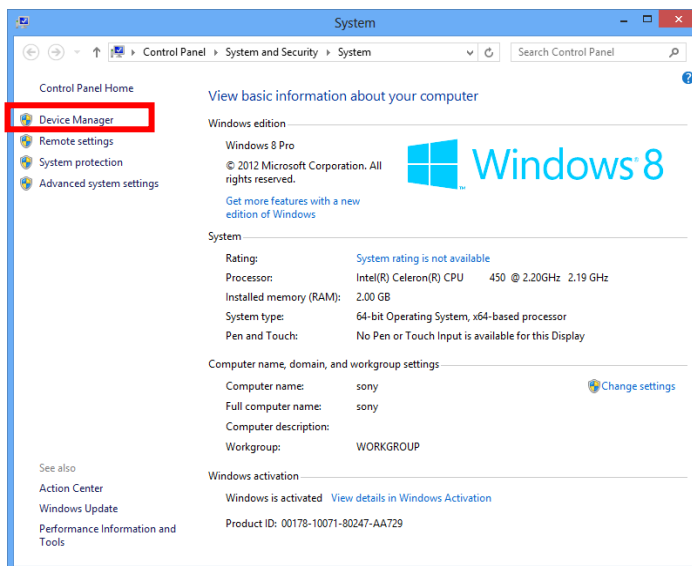 System
Control Panel
System and Security
System
Search Control Panel
Control Panel Home
Device Manager
Remote settings
System protection
Advanced system settings
View basic information about your computer
Windows edition
Windows 8 Pro
© 2012 Microsoft Corporation. All
rights reserved.
Get more features with a new
edition of Windows
Windows 8
System
Rating: System rating is not available
Processor: Intel(R) Celeron(R) CPU 450 @ 2.20GHz 2.19 GHz
Installed memory (RAM): 2.00 GB
System type: 64-bit Operating System, x64-based processor
Pen and Touch: No Pen or Touch Input is available for this Display
Computer name, domain, and workgroup settings
Computer name: sony Change settings
Full computer name: sony
Computer description:
Workgroup: WORKGROUP
Windows activation
Windows is activated View details in Windows Activation
Product ID: 00178-10071-80247-AA729
See also
Action Center
Windows Update
Performance Information and
Tools